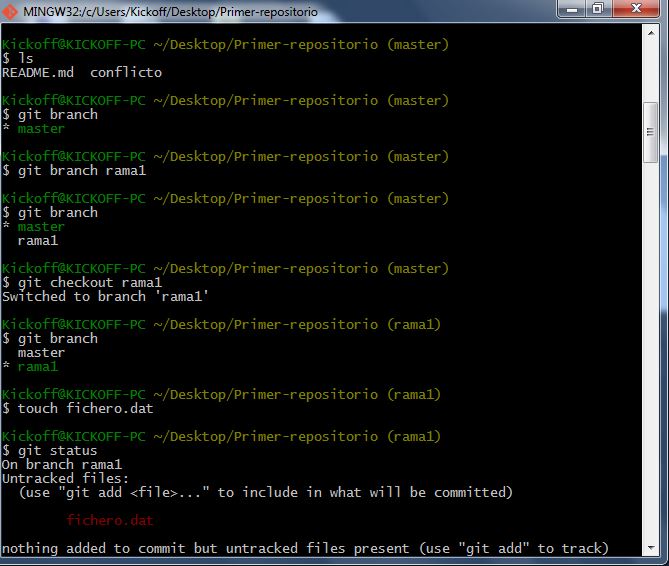 MINGW32:/c/Users/Kickoff/Desktop/Primer-repositorio
Kickoff@KICKOFF-PC ~/Desktop/Primer-repositorio (master)
$ ls
README.md  conflicto
Kickoff@KICKOFF-PC ~/Desktop/Primer-repositorio (master)
$ git branch
* master
Kickoff@KICKOFF-PC ~/Desktop/Primer-repositorio (master)
$ git branch rama1
Kickoff@KICKOFF-PC ~/Desktop/Primer-repositorio (master)
$ git branch
* master
  rama1
Kickoff@KICKOFF-PC ~/Desktop/Primer-repositorio (master)
$ git checkout rama1
Switched to branch 'rama1'
Kickoff@KICKOFF-PC ~/Desktop/Primer-repositorio (rama1)
$ git branch
  master
* rama1
Kickoff@KICKOFF-PC ~/Desktop/Primer-repositorio (rama1)
$ touch fichero.dat
Kickoff@KICKOFF-PC ~/Desktop/Primer-repositorio (rama1)
$ git status
On branch rama1
Untracked files:
  (use "git add <file>..." to include in what will be committed)
        fichero.dat
nothing added to commit but untracked files present (use "git add" to track)